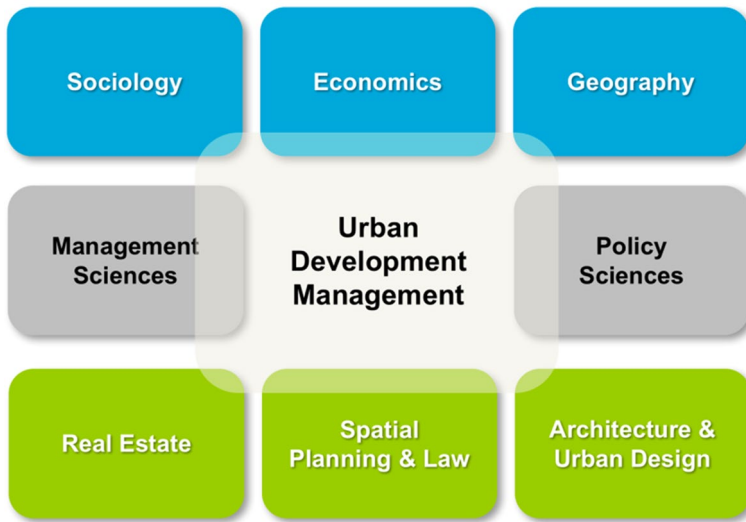 Sociology
Economics
Geography
Management
Sciences
Urban
Development
Management
Policy
Sciences
Real Estate
Spatial
Planning & Law
Architecture &
Urban Design